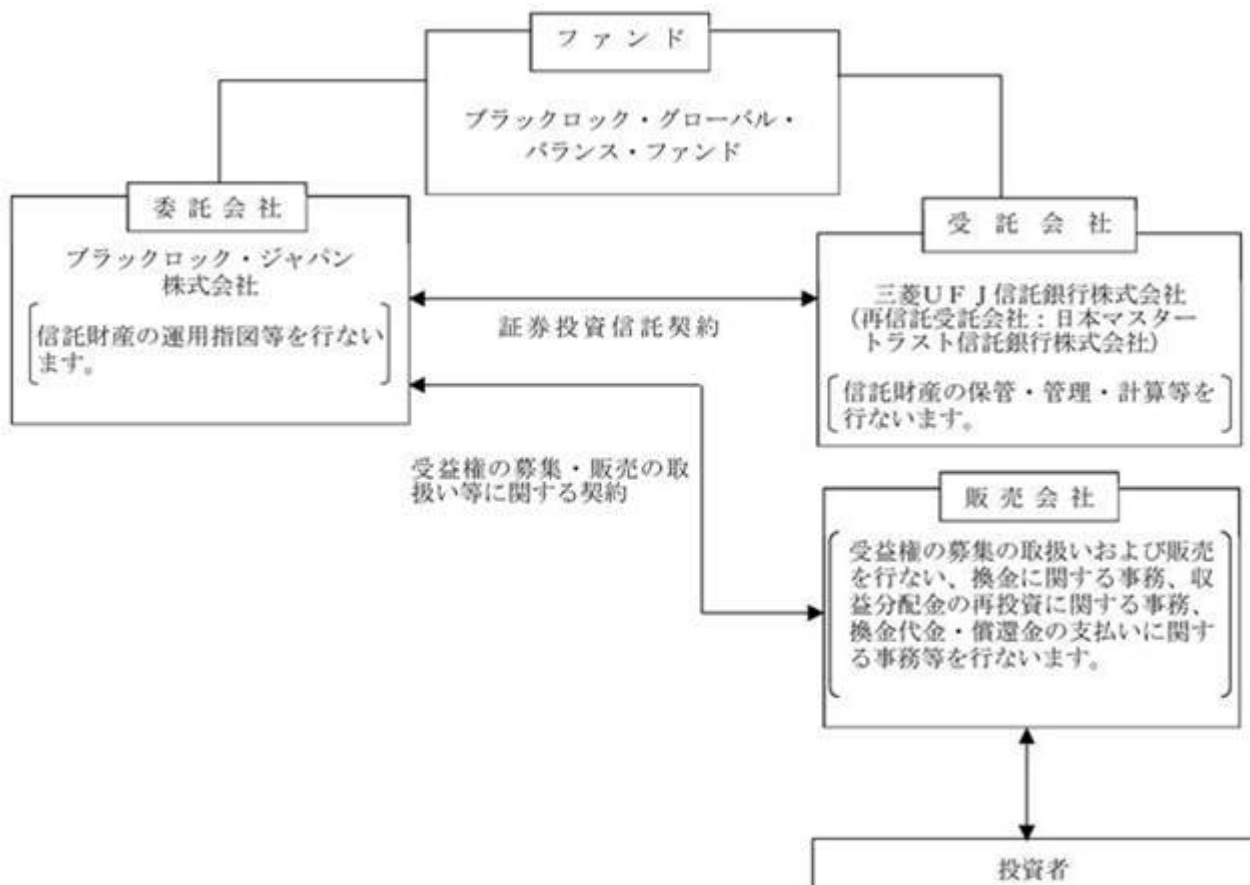 ファンド
ブラックロック・グローバル・
バランス・ファンド
委託会社
ブラックロック・ジャパン
株式会社
信託財産の運用指図等を行ない
ます。
証券投資信託契約
受託会社
三菱ＵＦＪ信託銀行株式会社
（再信託受託会社：日本マスター
トラスト信託銀行株式会社）
信託財産の保管・管理・計算等を
行ないます。
受益権の募集・販売の取
扱い等に関する契約
販売会社
受益権の募集の取扱いおよび販売
を行ない、換金に関する事務、収
益分配金の再投資に関する事務、
換金代金・償還金の支払いに関す
る事務等を行ないます。
投資者